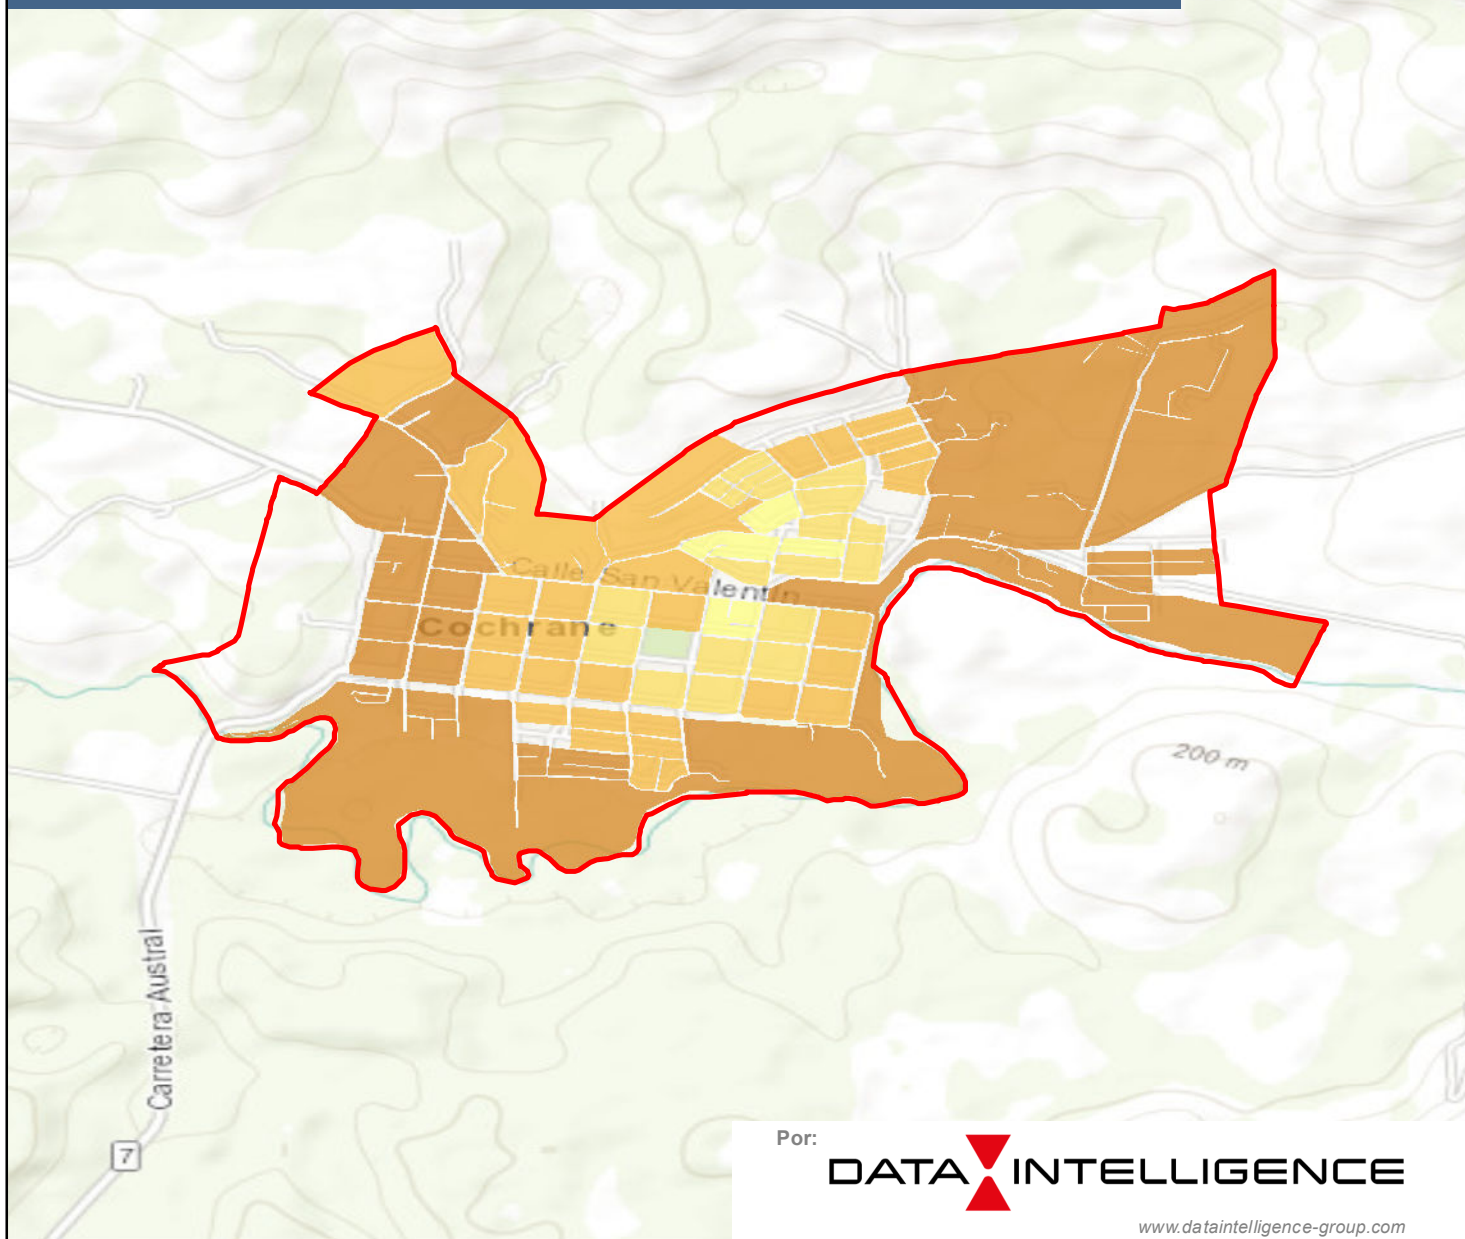 Calle San Valentín
Cochrane
200 m
Carretera Austral
7
Por:
DATA INTELLIGENCE
www.dataintelligence-group.com